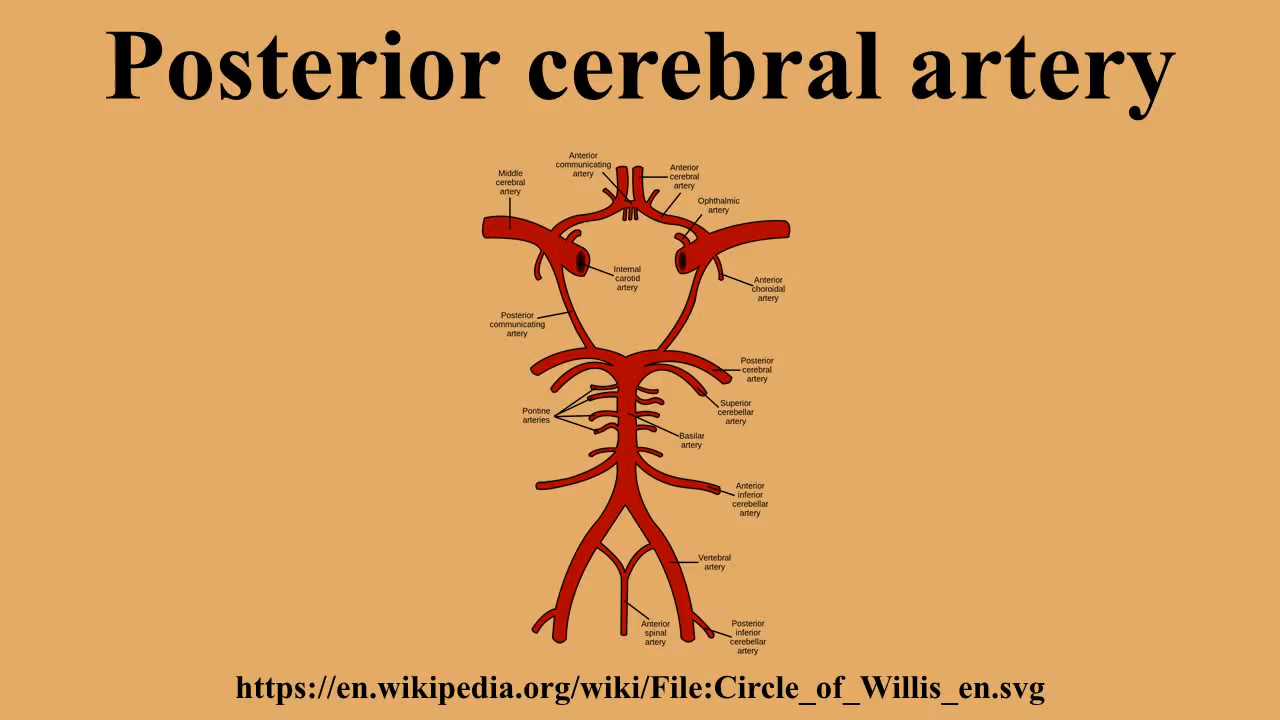 Posterior cerebral artery
Anterior
communicating
artery
Middle
cerebral
artery
Anterior
cerebral
artery
Ophthalmic
artery
Internal
carotid
artery
Anterior
choroidal
artery
Posterior
communicating
artery
Posterior
cerebral
artery
Superior
cerebellar
artery
Pontine
arteries
Basilar
artery
Anterior
inferior
cerebellar
artery
Vertebral
artery
Anterior
spinal
artery
Posterior
inferior
cerebellar
artery
https://en.wikipedia.org/wiki/File:Circle_of_Willis_en.svg